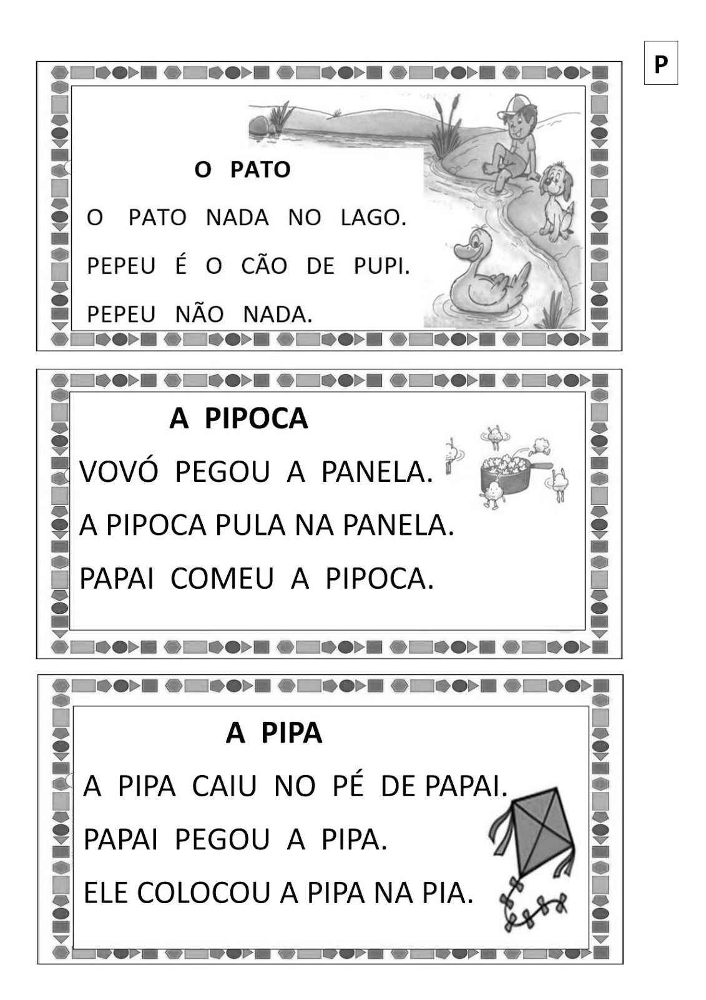 P
O PATO
O PATO NADA NO LAGO.
PEPEU É O CÃO DE PUPI.
PEPEU NÃO NADA.
A PIPOCA
VOVÓ PEGOU A PANELA.
A PIPOCA PULA NA PANELA.
PAPAI COMEU A PIPOCA.
A PIPA
A PIPA CAIU NO PÉ DE PAPAI.
PAPAI PEGOU A PIPA.
ELE COLOCOU A PIPA NA PIA.